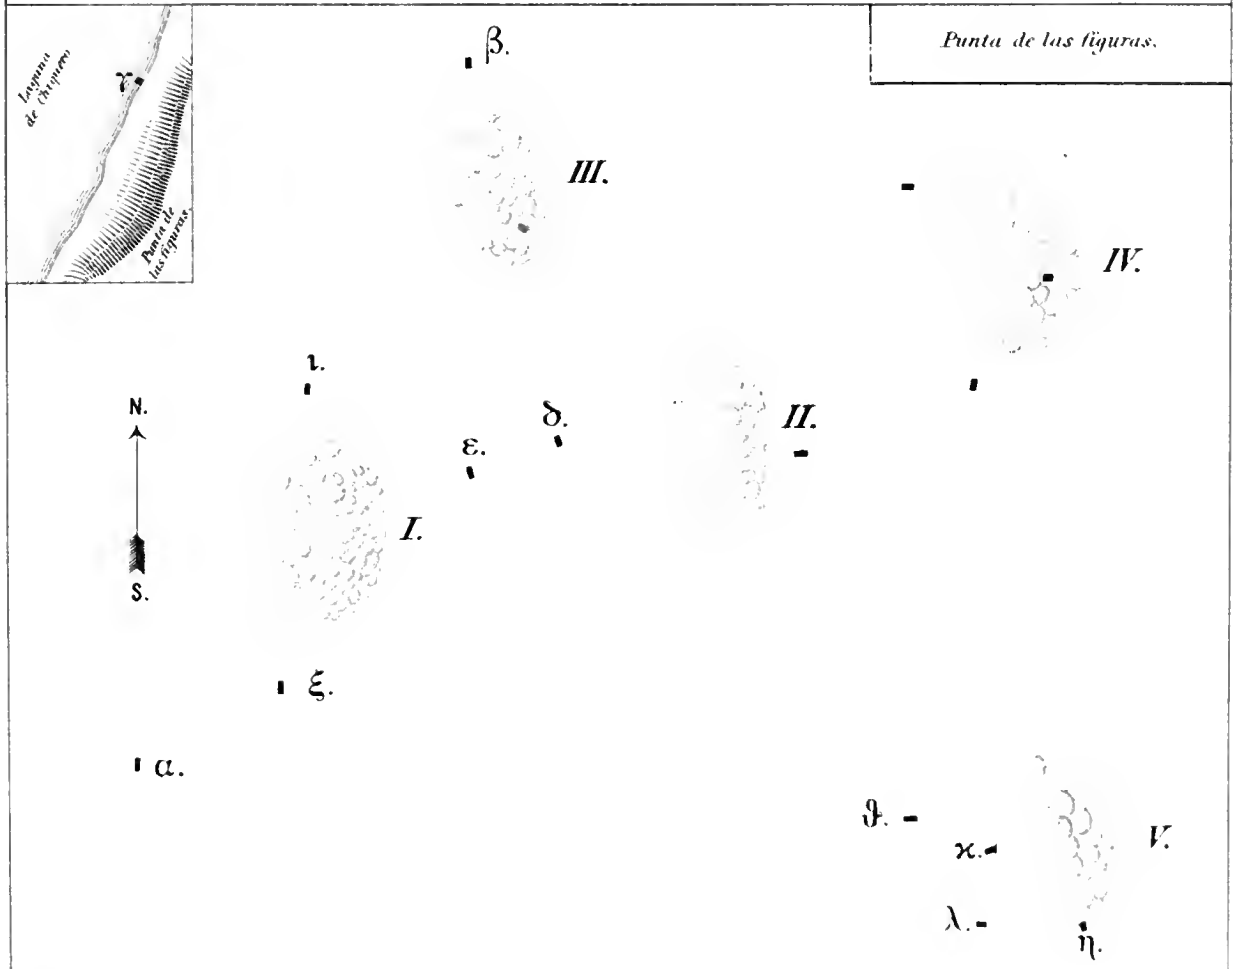 Laguna
de Chiquero
γ
Punta de
las figuras.
Punta de las figuras.
β.
III.
IV.
ι.
N.
δ.
II.
ε.
I.
S.
ξ.
α.
ϑ.
V.
ϰ.
λ.
η.